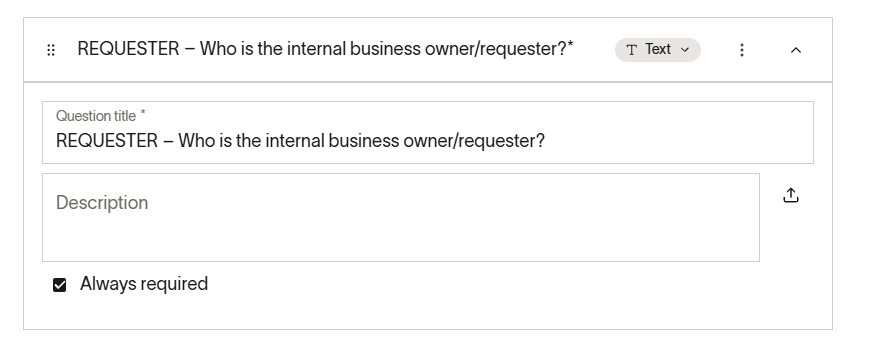 REQUESTER – Who is the internal business owner/requester?*
T Text
Question title *
REQUESTER – Who is the internal business owner/requester?
Description
Always required